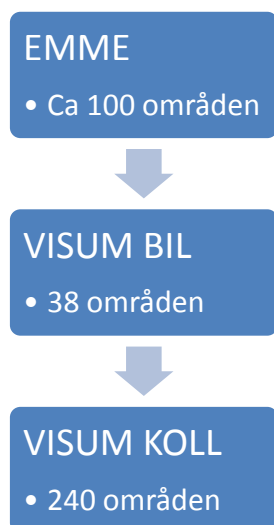 EMME
• Ca 100 områden
VISUM BIL
• 38 områden
VISUM KOLL
• 240 områden